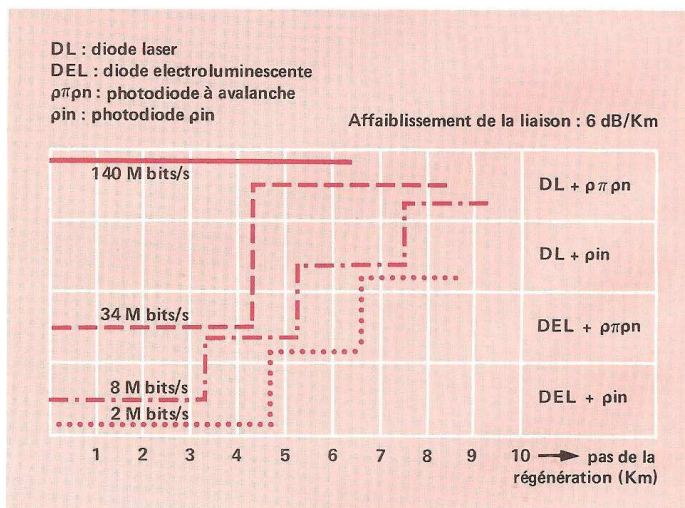 DL : diode laser
DEL : diode electroluminescente
ρπρn : photodiode à avalanche
ρin : photodiode ρin
Affaiblissement de la liaison : 6 dB/Km
140 M bits/s
DL + ρπρn
DL + ρin
34 M bits/s
DEL + ρπρn
8 M bits/s
DEL + ρin
2 M bits/s
1 2 3 4 5 6 7 8 9 10 → pas de la
régénération (Km)